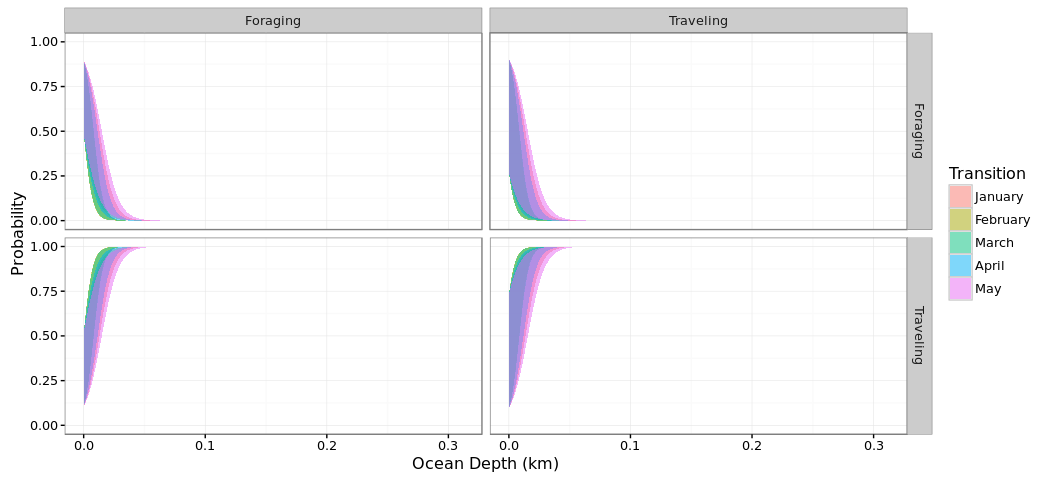 Foraging
Traveling
1.00
0.75
0.50
0.25
0.00
Foraging
1.00
0.75
0.50
0.25
0.00
Traveling
0.0
0.1
0.2
0.3
0.0
0.1
0.2
0.3
Ocean Depth (km)
Probability
Transition
January
February
March
April
May